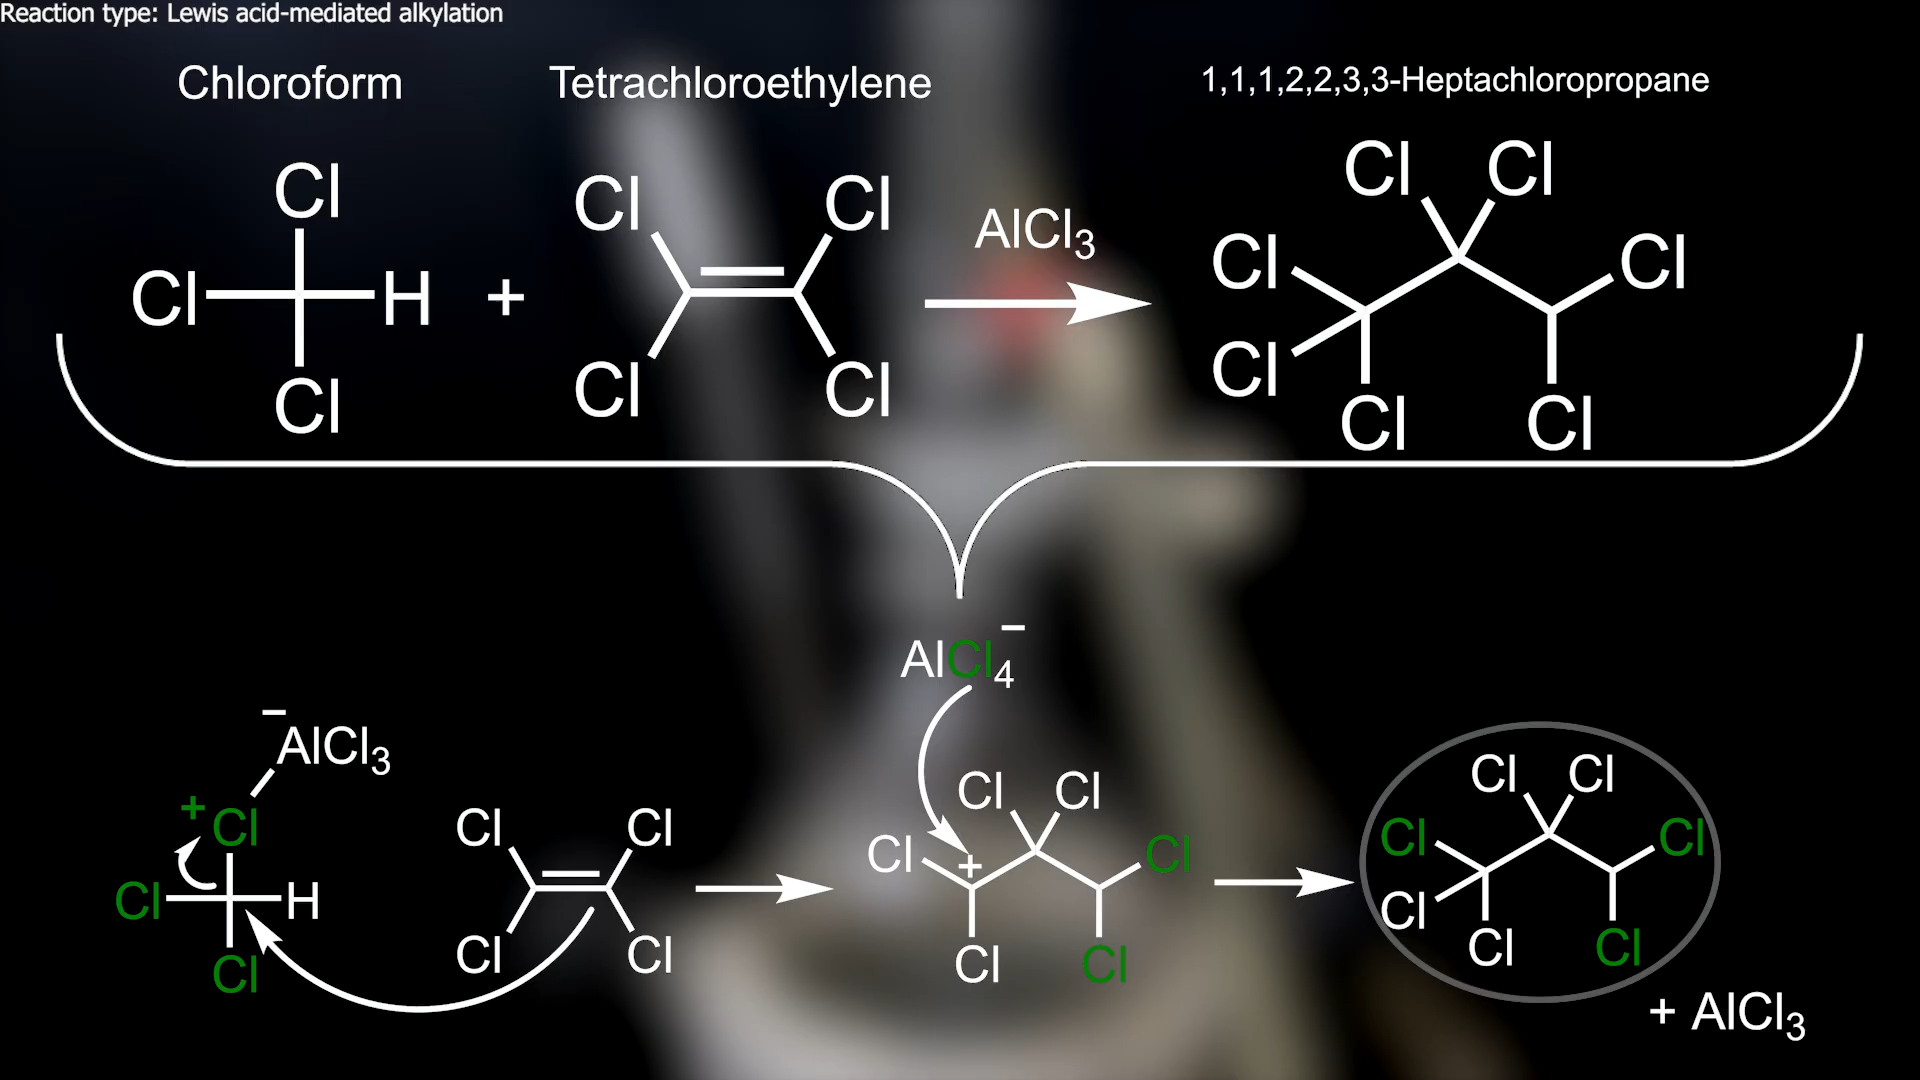 Reaction type: Lewis acid-mediated alkylation
Chloroform
Tetrachloroethylene
1,1,1,2,2,3,3-Heptachloropropane
Cl
Cl
H
Cl
+
Cl
Cl
Cl
Cl
AlCl3
Cl
Cl
Cl
Cl
Cl
Cl
Cl
AlCl4−
−
AlCl3
+
Cl
Cl
H
Cl
Cl
Cl
Cl
Cl
Cl
Cl
Cl
+
Cl
Cl
Cl
Cl
Cl
Cl
Cl
Cl
Cl
Cl
+ AlCl3